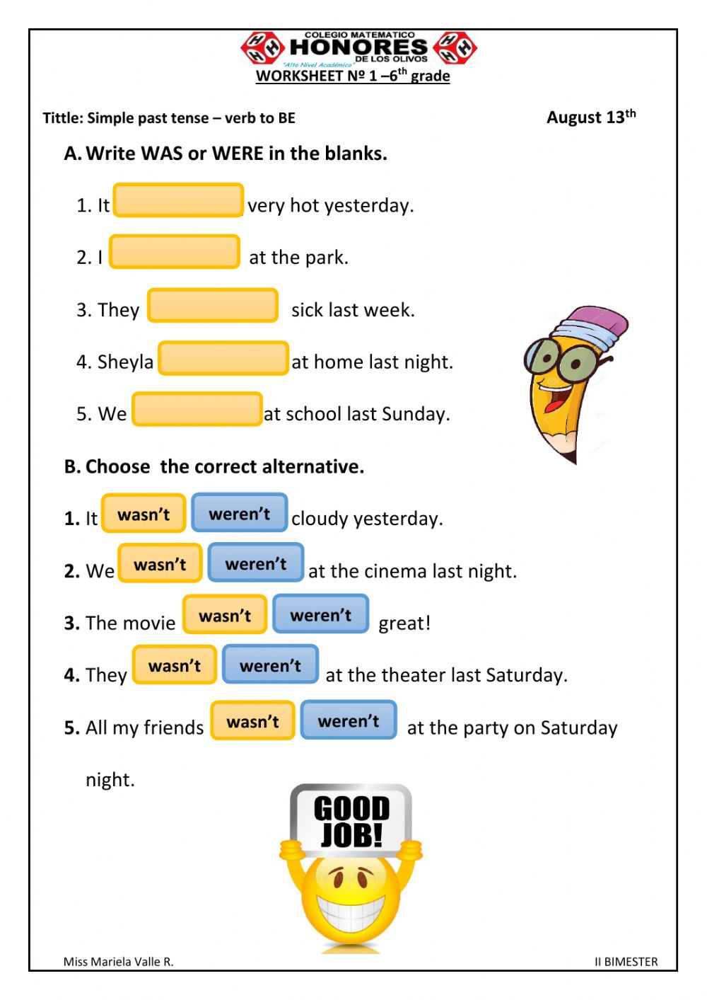 COLEGIO MATEMATICO
HONORES
DE LOS OLIVOS
"Alto Nivel Académico"
WORKSHEET Nº 1 –6th grade
Tittle: Simple past tense – verb to BE August 13th
A. Write WAS or WERE in the blanks.
1. It very hot yesterday.
2. I at the park.
3. They sick last week.
4. Sheyla at home last night.
5. We at school last Sunday.
B. Choose the correct alternative.
1. It wasn't weren't cloudy yesterday.
2. We wasn't weren't at the cinema last night.
3. The movie wasn't weren't great!
4. They wasn't weren't at the theater last Saturday.
5. All my friends wasn't weren't at the party on Saturday
night.
GOOD
JOB!
Miss Mariela Valle R. II BIMESTER